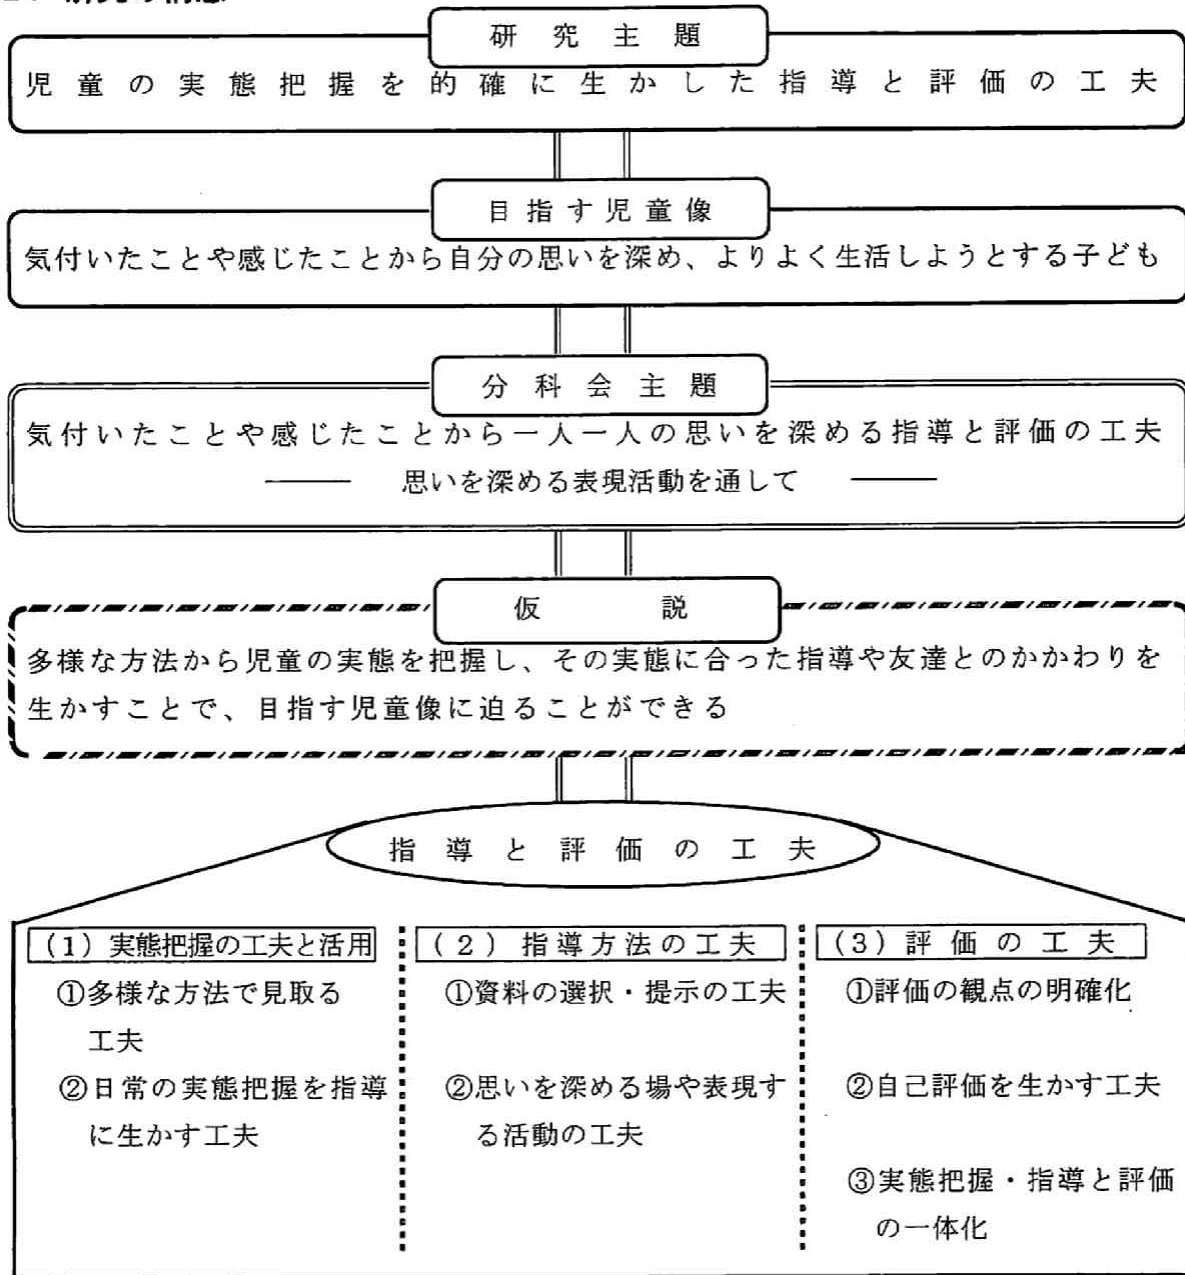 研究主題
児童の実態把握を的確に生かした指導と評価の工夫
目指す児童像
気付いたことや感じたことから自分の思いを深め、よりよく生活しようとする子ども
分科会主題
気付いたことや感じたことから一人一人の思いを深める指導と評価の工夫
―― 思いを深める表現活動を通して ――
仮説
多様な方法から児童の実態を把握し、その実態に合った指導や友達とのかかわりを
生かすことで、目指す児童像に迫ることができる
指導と評価の工夫
(1)実態把握の工夫と活用
①多様な方法で見取る
工夫
②日常の実態把握を指導
に生かす工夫
(2)指導方法の工夫
①資料の選択・提示の工夫
②思いを深める場や表現す
る活動の工夫
(3)評価の工夫
①評価の観点の明確化
②自己評価を生かす工夫
③実態把握・指導と評価
の一体化